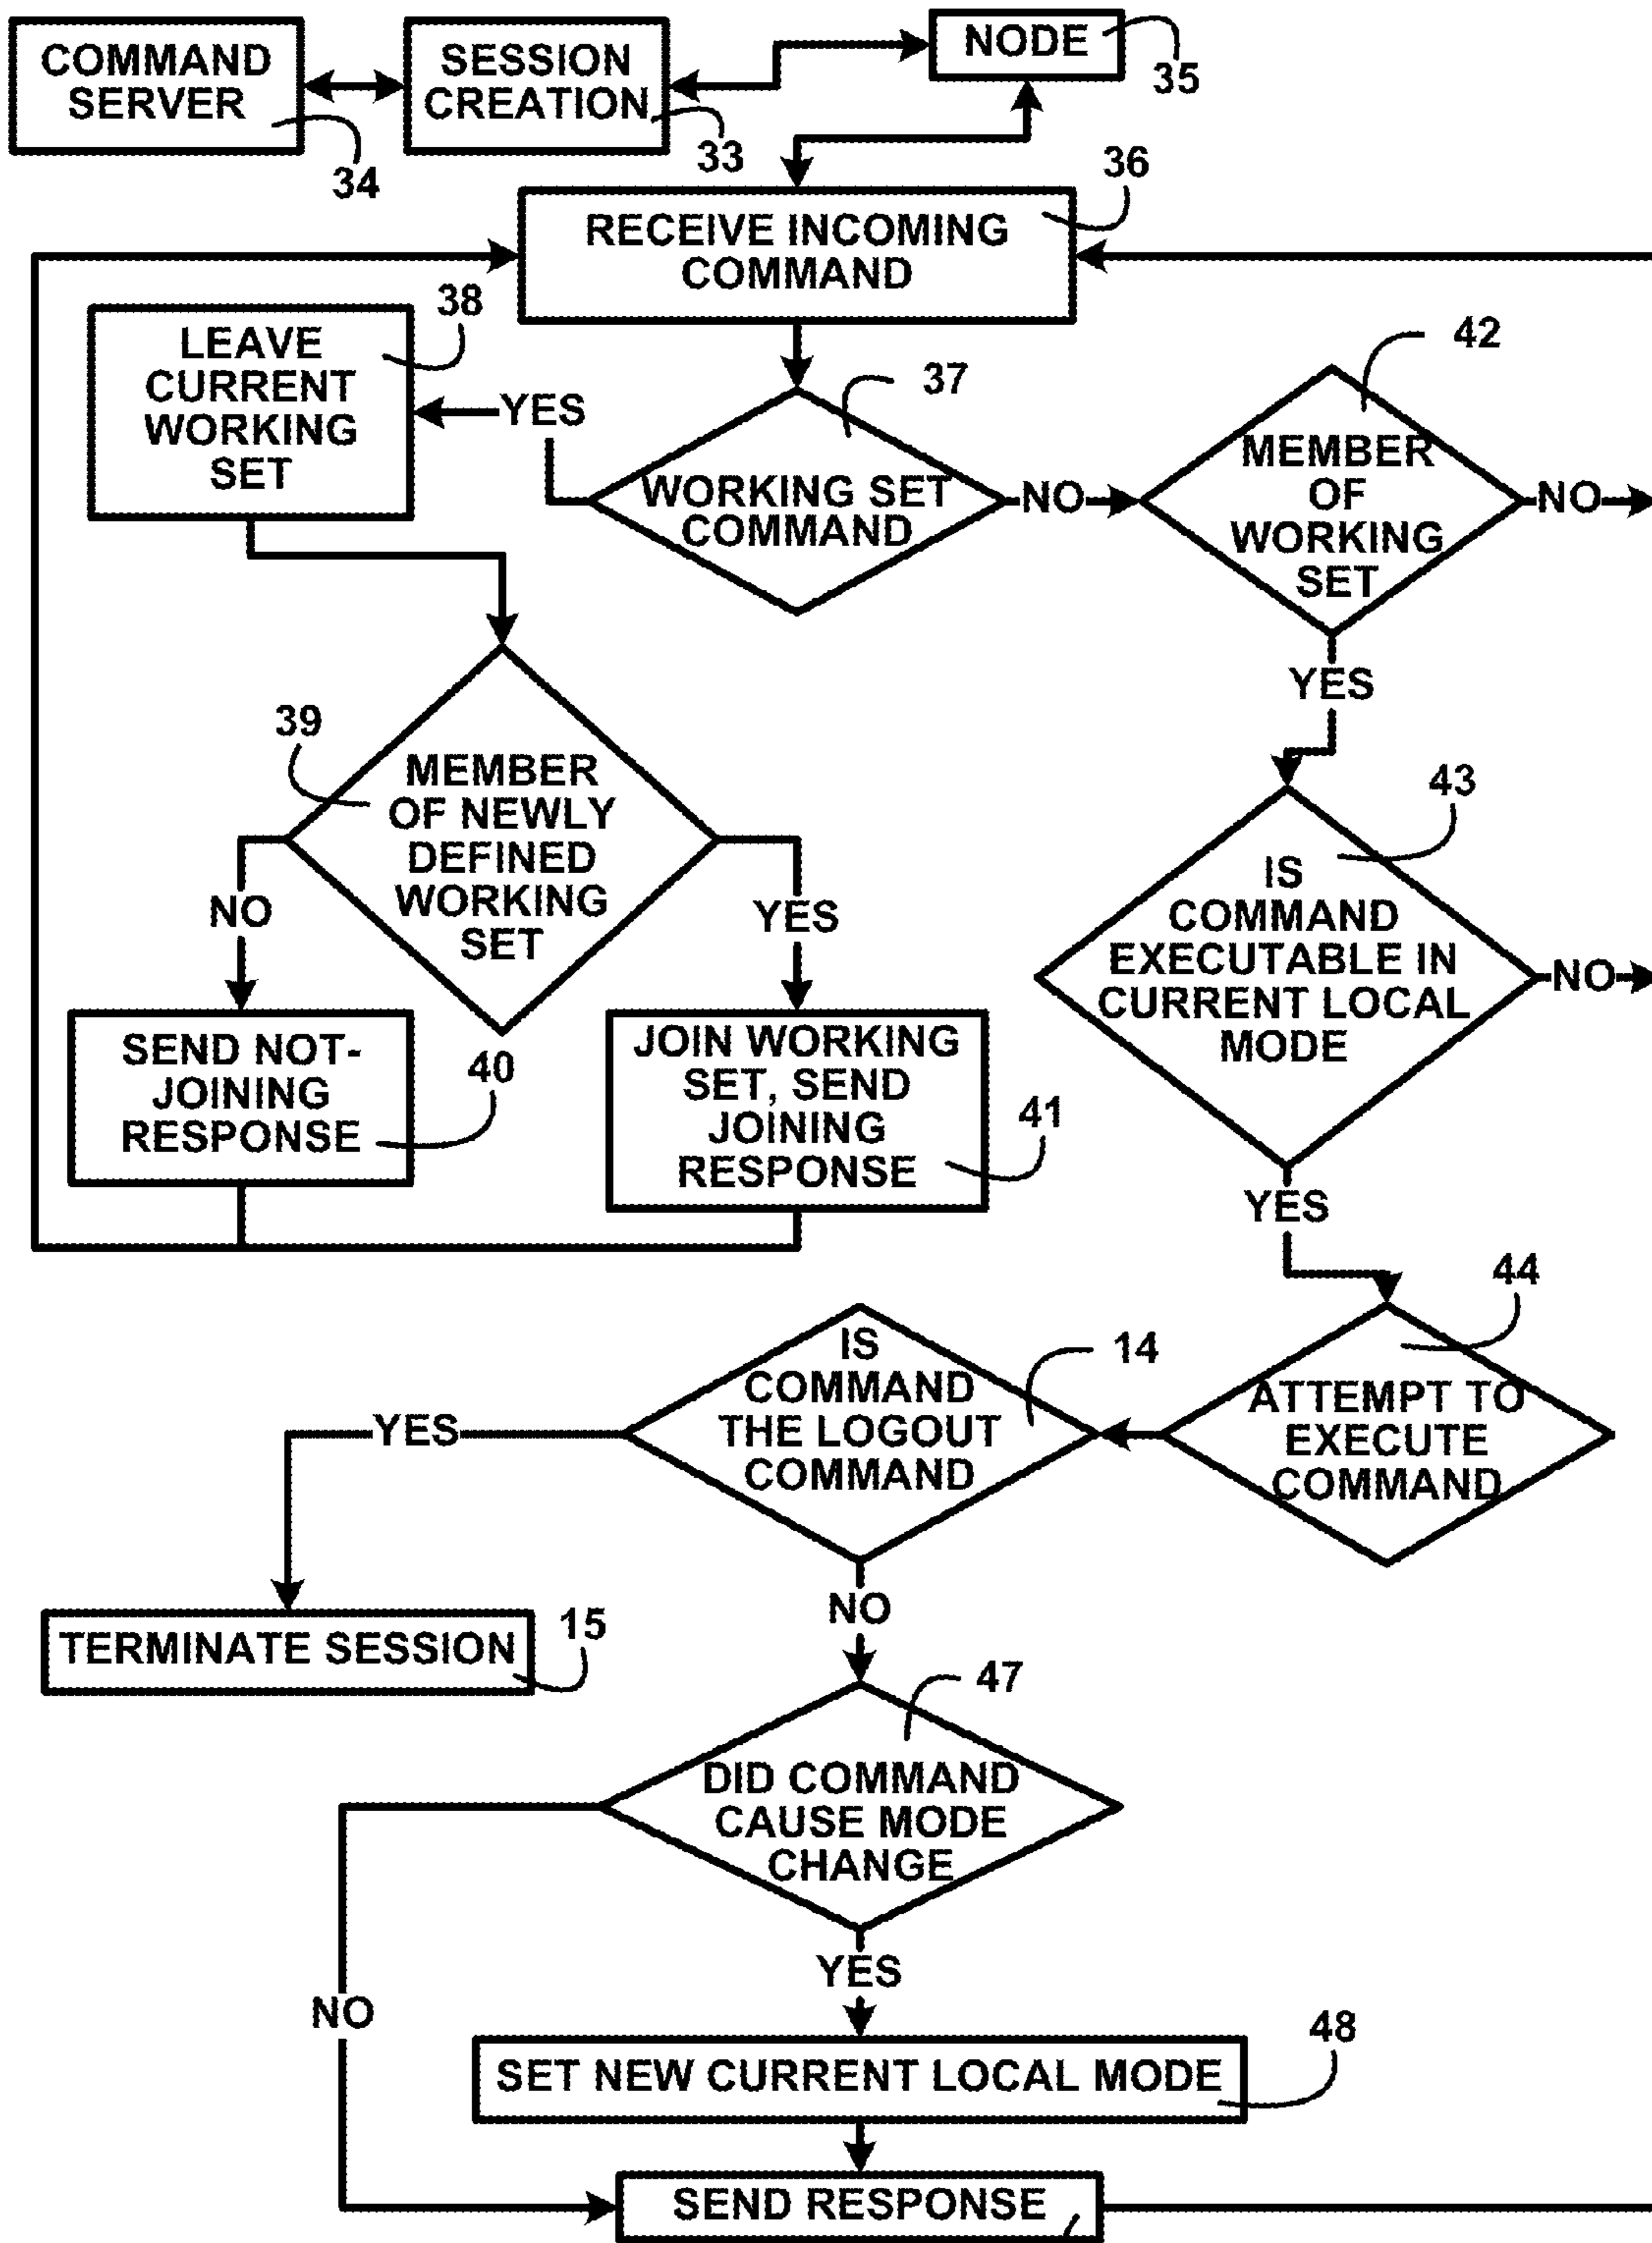 COMMAND
SERVER
34
SESSION
CREATION
33
NODE
35
RECEIVE INCOMING
COMMAND
36
LEAVE
CURRENT
WORKING
SET
38
YES
WORKING SET
COMMAND
37
NO
MEMBER
OF
WORKING
SET
42
NO
YES
MEMBER
OF NEWLY
DEFINED
WORKING
SET
39
NO
YES
SEND NOT-
JOINING
RESPONSE
40
JOIN WORKING
SET, SEND
JOINING
RESPONSE
41
IS
COMMAND
EXECUTABLE IN
CURRENT LOCAL
MODE
43
NO
YES
ATTEMPT TO
EXECUTE
COMMAND
44
IS
COMMAND
THE LOGOUT
COMMAND
14
YES
TERMINATE SESSION
15
NO
DID COMMAND
CAUSE MODE
CHANGE
47
NO
YES
SET NEW CURRENT LOCAL MODE
48
SEND RESPONSE